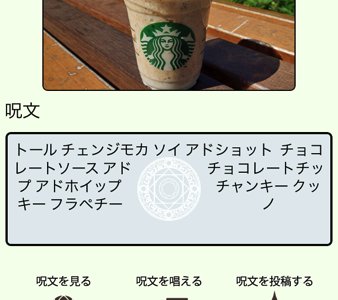 呪文
トール チェンジモカ ソイ アドショット チョコ
レートソース アド チョコレートチッ
プ アドホイップ チャンキー クッ
キー フラペチー ノ
呪文を見る 呪文を唱える 呪文を投稿する